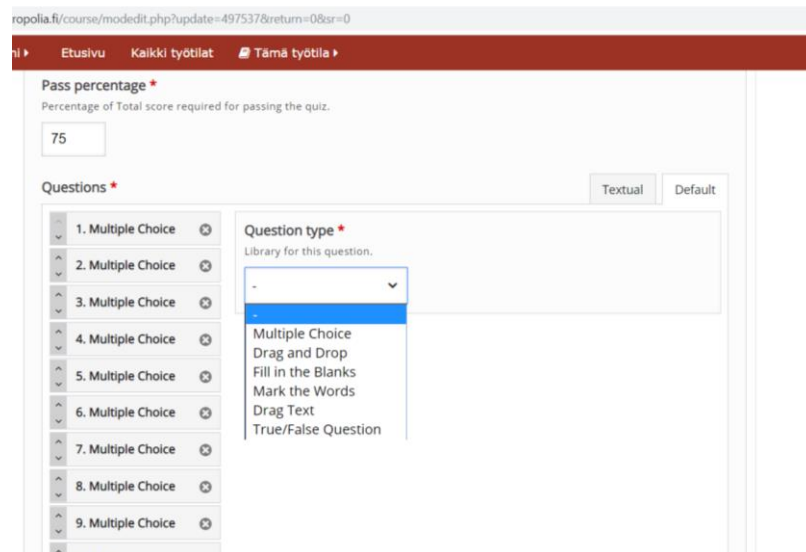 ropolia.fi/course/modedit.php?update=497537&return=0&sr=0
Etusivu Kaikki työtilat Tämä työtila
Pass percentage *
Percentage of Total score required for passing the quiz.
75
Questions *
Textual Default
1. Multiple Choice
2. Multiple Choice
3. Multiple Choice
4. Multiple Choice
5. Multiple Choice
6. Multiple Choice
7. Multiple Choice
8. Multiple Choice
9. Multiple Choice
Question type *
Library for this question.
-
-
Multiple Choice
Drag and Drop
Fill in the Blanks
Mark the Words
Drag Text
True/False Question